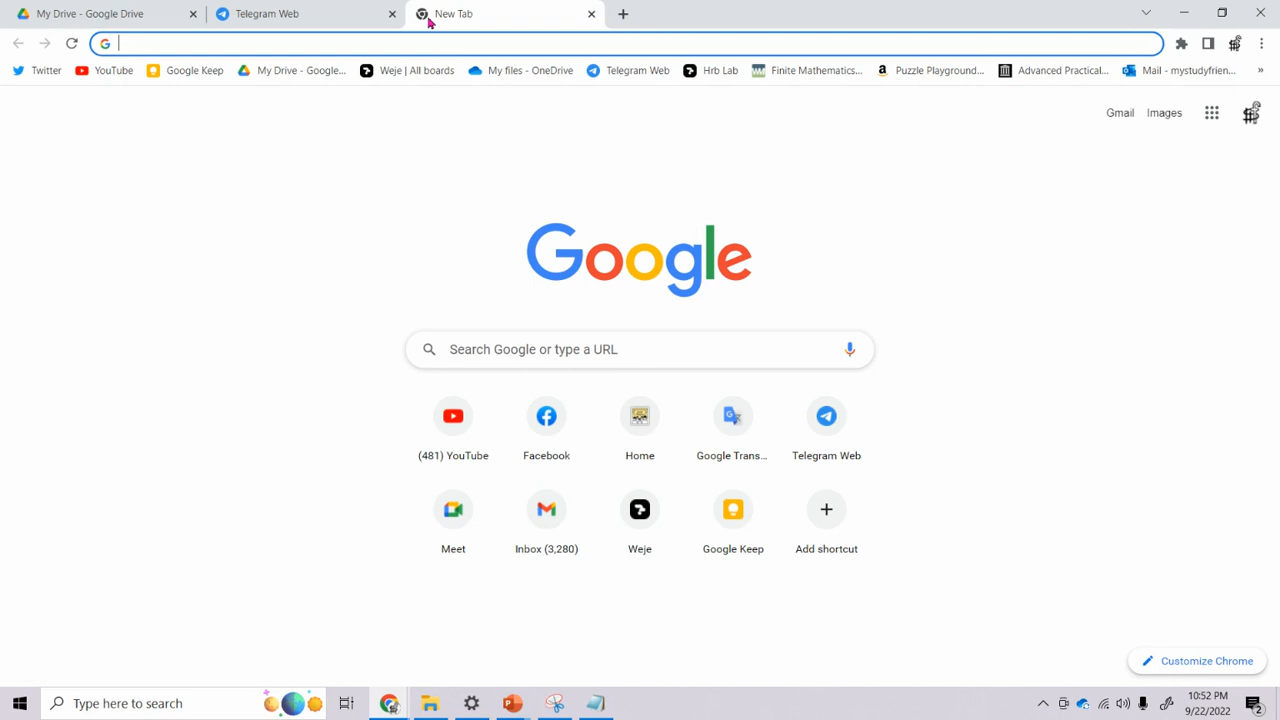 My Drive - Google Drive
Telegram Web
New Tab
Twitter
YouTube
Google Keep
My Drive - Google...
Weje | All boards
My files - OneDrive
Telegram Web
Hrb Lab
Finite Mathematics...
Puzzle Playground...
Advanced Practical...
Mail - mystudyfrien...
»
Gmail
Images
Google
Search Google or type a URL
(481) YouTube
Facebook
Home
Google Trans...
Telegram Web
Meet
Inbox (3,280)
Weje
Google Keep
Add shortcut
Customize Chrome
Type here to search
10:52 PM
9/22/2022
2